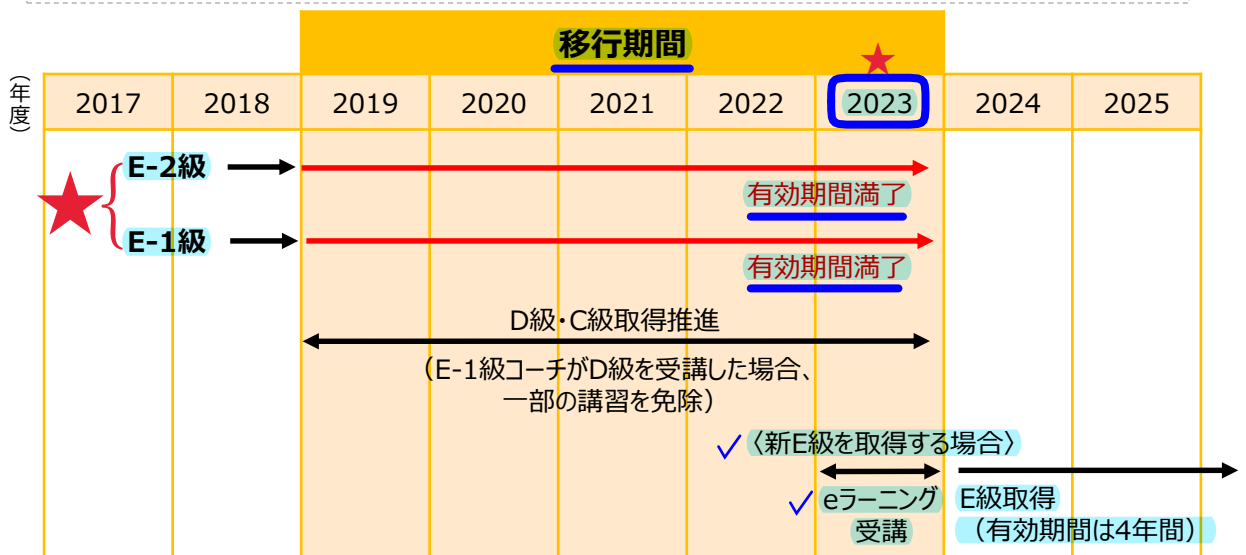 移行期間
(年度)
2017 2018 2019 2020 2021 2022 2023 2024 2025
E-2級
有効期間満了
E-1級
有効期間満了
D級・C級取得推進
(E-1級コーチがD級を受講した場合、
一部の講習を免除)
〈新E級を取得する場合〉
eラーニング
受講
E級取得
(有効期間は4年間)